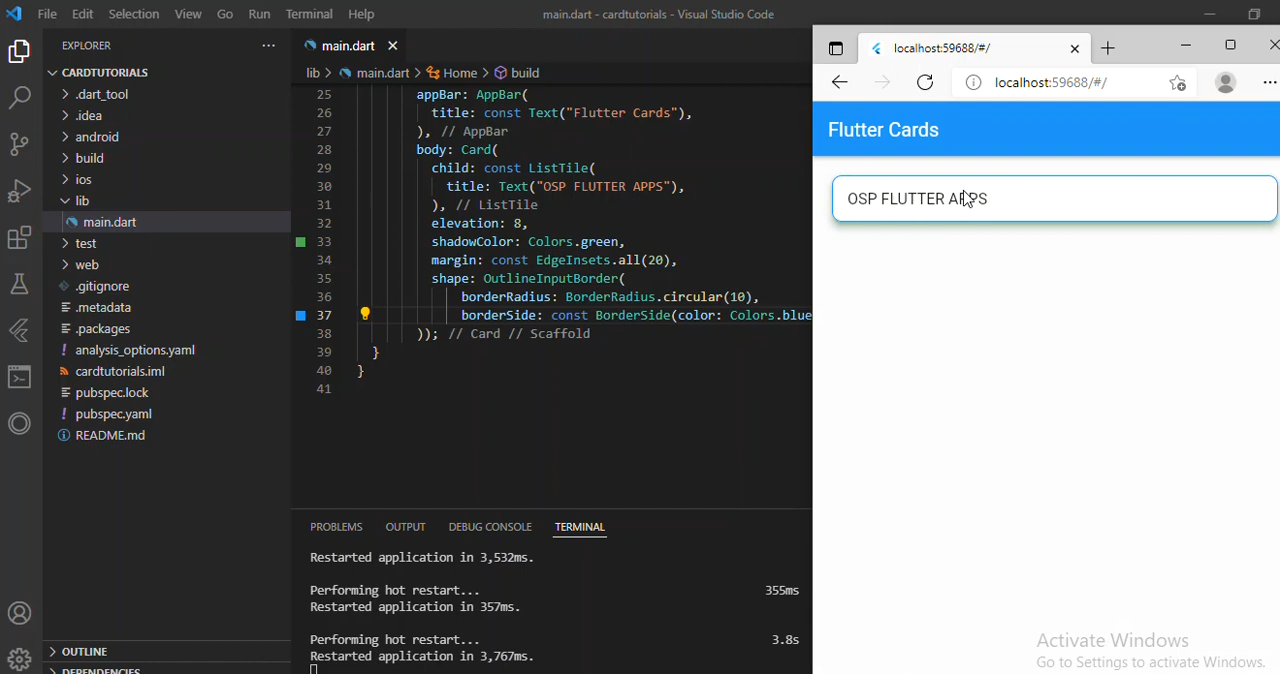 File Edit Selection View Go Run Terminal Help
main.dart - cardtutorials - Visual Studio Code
EXPLORER
CARDTUTORIALS
.dart_tool
.idea
android
build
ios
lib
main.dart
test
web
.gitignore
.metadata
.packages
analysis_options.yaml
cardtutorials.iml
pubspec.lock
pubspec.yaml
README.md
OUTLINE
DEPENDENCIES
main.dart
lib > main.dart > Home > build
25 appBar: AppBar(
26 title: const Text("Flutter Cards"),
27 ), // AppBar
28 body: Card(
29 child: const ListTile(
30 title: Text("OSP FLUTTER APPS"),
31 ), // ListTile
32 elevation: 8,
33 shadowColor: Colors.green,
34 margin: const EdgeInsets.all(20),
35 shape: OutlineInputBorder(
36 borderRadius: BorderRadius.circular(10),
37 borderSide: const BorderSide(color: Colors.blue
38 )); // Card // Scaffold
39 }
40 }
41
PROBLEMS OUTPUT DEBUG CONSOLE TERMINAL
Restarted application in 3,532ms.
Performing hot restart... 355ms
Restarted application in 357ms.
Performing hot restart... 3.8s
Restarted application in 3,767ms.
localhost:59688/#/
localhost:59688/#/
Flutter Cards
OSP FLUTTER APPS
Activate Windows
Go to Settings to activate Windows.